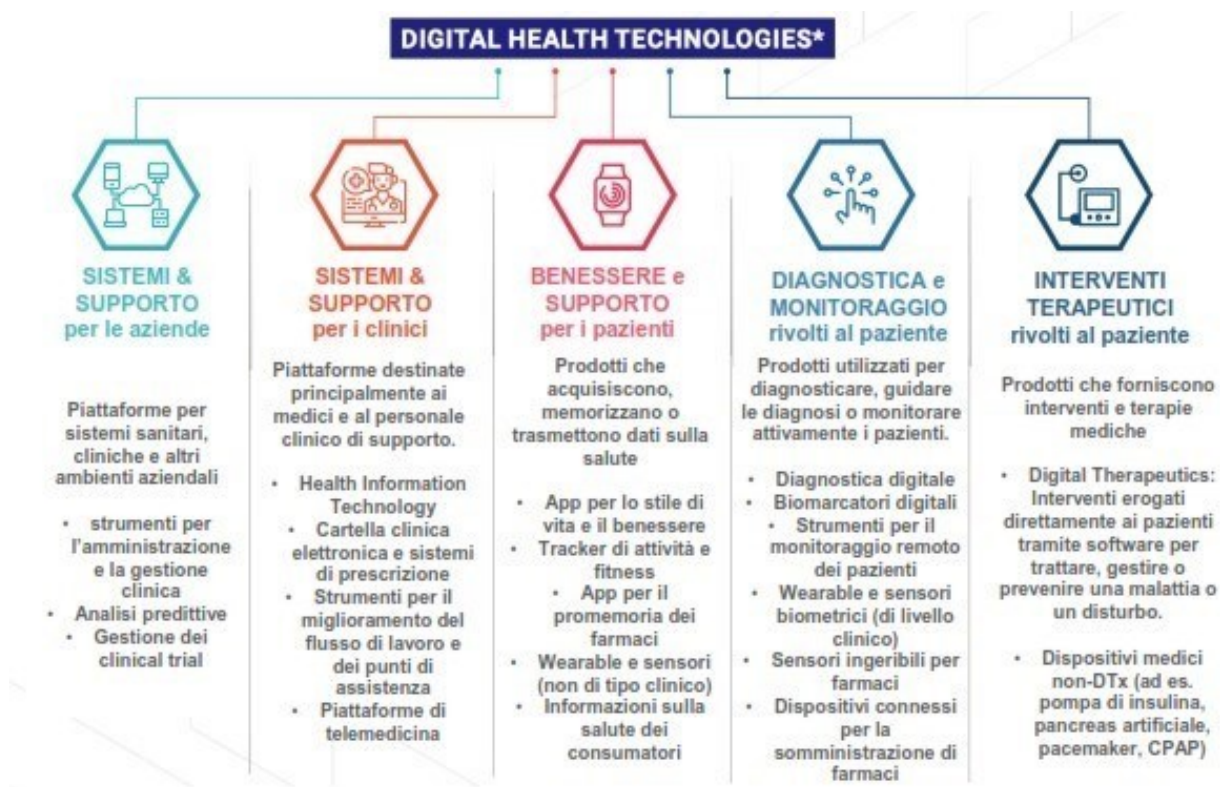 DIGITAL HEALTH TECHNOLOGIES*
SISTEMI &
SUPPORTO
per le aziende
Piattaforme per
sistemi sanitari,
cliniche e altri
ambienti aziendali
• strumenti per
l'amministrazione
e la gestione
clinica
• Analisi predittive
• Gestione dei
clinical trial
SISTEMI &
SUPPORTO
per i clinici
Piattaforme destinate
principalmente ai
medici e al personale
clinico di supporto.
• Health Information
Technology
• Cartella clinica
elettronica e sistemi
di prescrizione
• Strumenti per il
miglioramento del
flusso di lavoro e
dei punti di
assistenza
• Piattaforme di
telemedicina
BENESSERE e
SUPPORTO
per i pazienti
Prodotti che
acquisiscono,
memorizzano o
trasmettono dati sulla
salute
• App per lo stile di
vita e il benessere
• Tracker di attività e
fitness
• App per il
promemoria dei
farmaci
• Wearable e sensori
(non di tipo clinico)
• Informazioni sulla
salute dei
consumatori
DIAGNOSTICA e
MONITORAGGIO
rivolti al paziente
Prodotti utilizzati per
diagnosticare, guidare
le diagnosi o monitorare
attivamente i pazienti.
• Diagnostica digitale
• Biomarcatori digitali
• Strumenti per il
monitoraggio remoto
dei pazienti
• Wearable e sensori
biometrici (di livello
clinico)
• Sensori ingeribili per
farmaci
• Dispositivi connessi
per la
somministrazione di
farmaci
INTERVENTI
TERAPEUTICI
rivolti al paziente
Prodotti che forniscono
interventi e terapie
mediche
• Digital Therapeutics:
Interventi erogati
direttamente ai pazienti
tramite software per
trattare, gestire o
prevenire una malattia o
un disturbo.
• Dispositivi medici
non-DTx (ad es.
pompa di insulina,
pancreas artificiale,
pacemaker, CPAP)